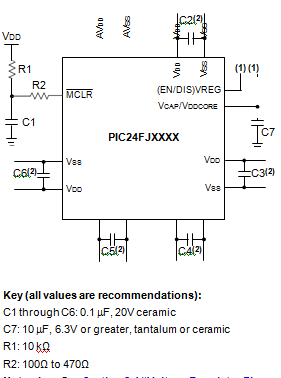 C2(2)
VDD
AVDD
AVSS
VDD
VSS
R1
R2
MCLR
(EN/DIS)VREG
(1) (1)
VCAP/VDDCORE
C1
PIC24FJXXXX
C7
VSS
VDD
C6(2)
C3(2)
VDD
VSS
C5(2)
C4(2)
Key (all values are recommendations):
C1 through C6: 0.1 µF, 20V ceramic
C7: 10 µF, 6.3V or greater, tantalum or ceramic
R1: 10 kΩ
R2: 100Ω to 470Ω